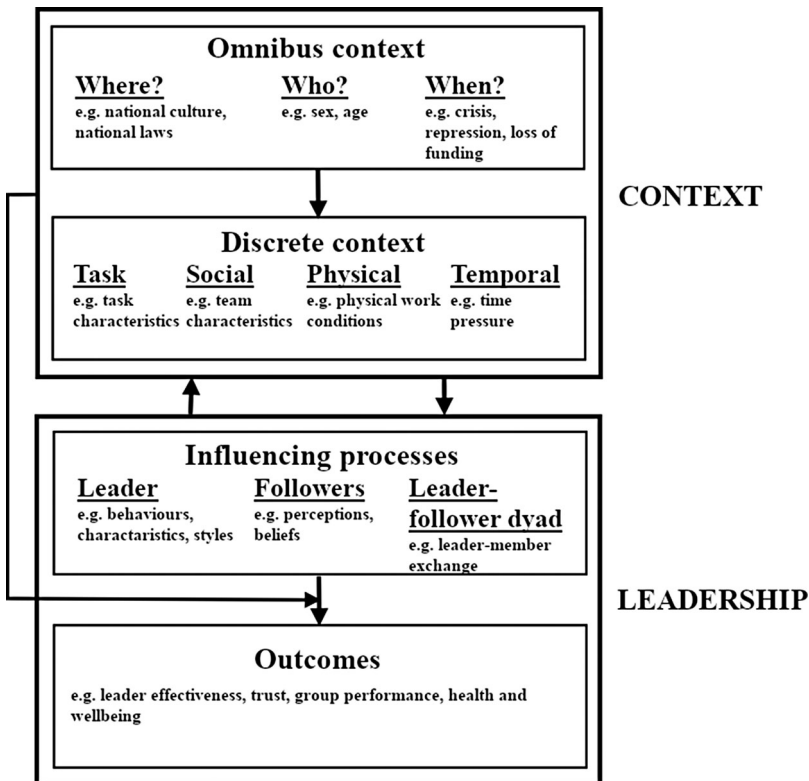 Omnibus context
Where?
e.g. national culture,
national laws
Who?
e.g. sex, age
When?
e.g. crisis,
repression, loss of
funding
CONTEXT
Discrete context
Task
e.g. task
characteristics
Social
e.g. team
characteristics
Physical
e.g. physical work
conditions
Temporal
e.g. time
pressure
Influencing processes
Leader
e.g. behaviours,
charactaristics, styles
Followers
e.g. perceptions,
beliefs
Leader-
follower dyad
e.g. leader-member
exchange
LEADERSHIP
Outcomes
e.g. leader effectiveness, trust, group performance, health and
wellbeing